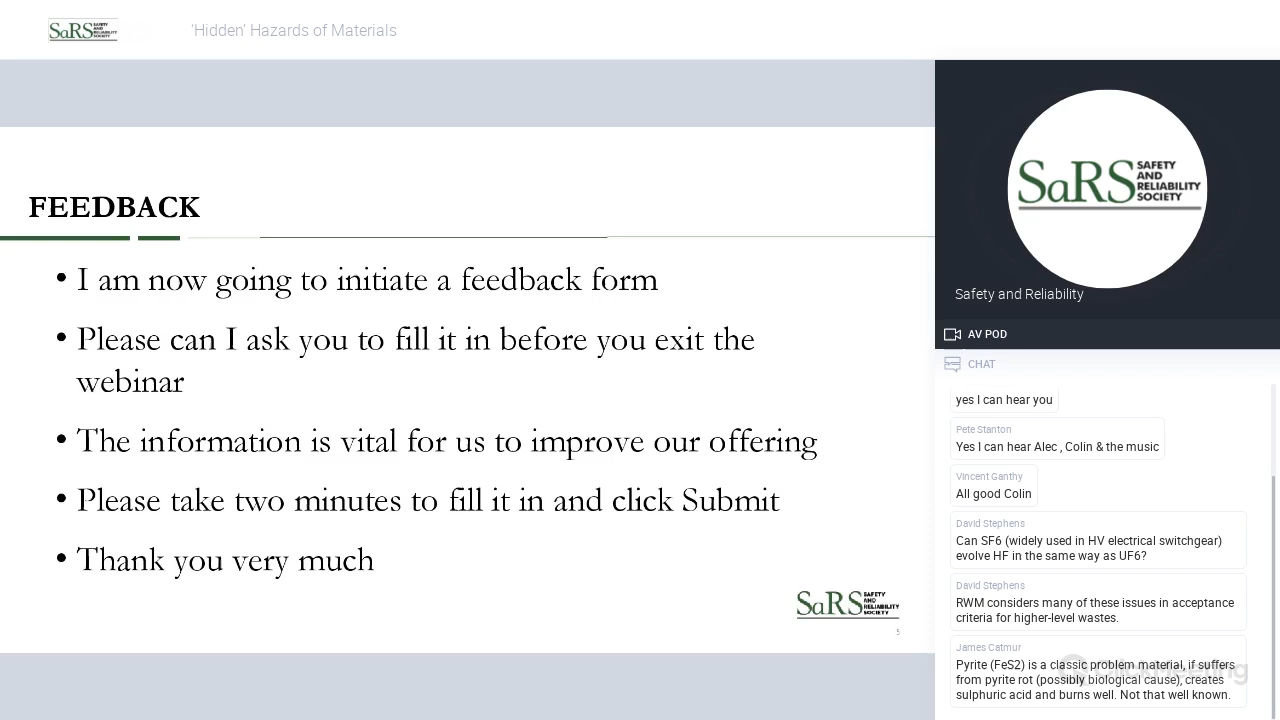 SaRS SAFETY AND RELIABILITY SOCIETY
'Hidden' Hazards of Materials
FEEDBACK
• I am now going to initiate a feedback form
• Please can I ask you to fill it in before you exit the
webinar
• The information is vital for us to improve our offering
• Please take two minutes to fill it in and click Submit
• Thank you very much
SaRS SAFETY AND RELIABILITY SOCIETY
5
SaRS SAFETY
AND
RELIABILITY
SOCIETY
Safety and Reliability
AV POD
CHAT
yes I can hear you
Pete Stanton
Yes I can hear Alec , Colin & the music
Vincent Ganthy
All good Colin
David Stephens
Can SF6 (widely used in HV electrical switchgear)
evolve HF in the same way as UF6?
David Stephens
RWM considers many of these issues in acceptance
criteria for higher-level wastes.
James Catmur
Pyrite (FeS2) is a classic problem material, if suffers
from pyrite rot (possibly biological cause), creates
sulphuric acid and burns well. Not that well known.
ClickMeeting